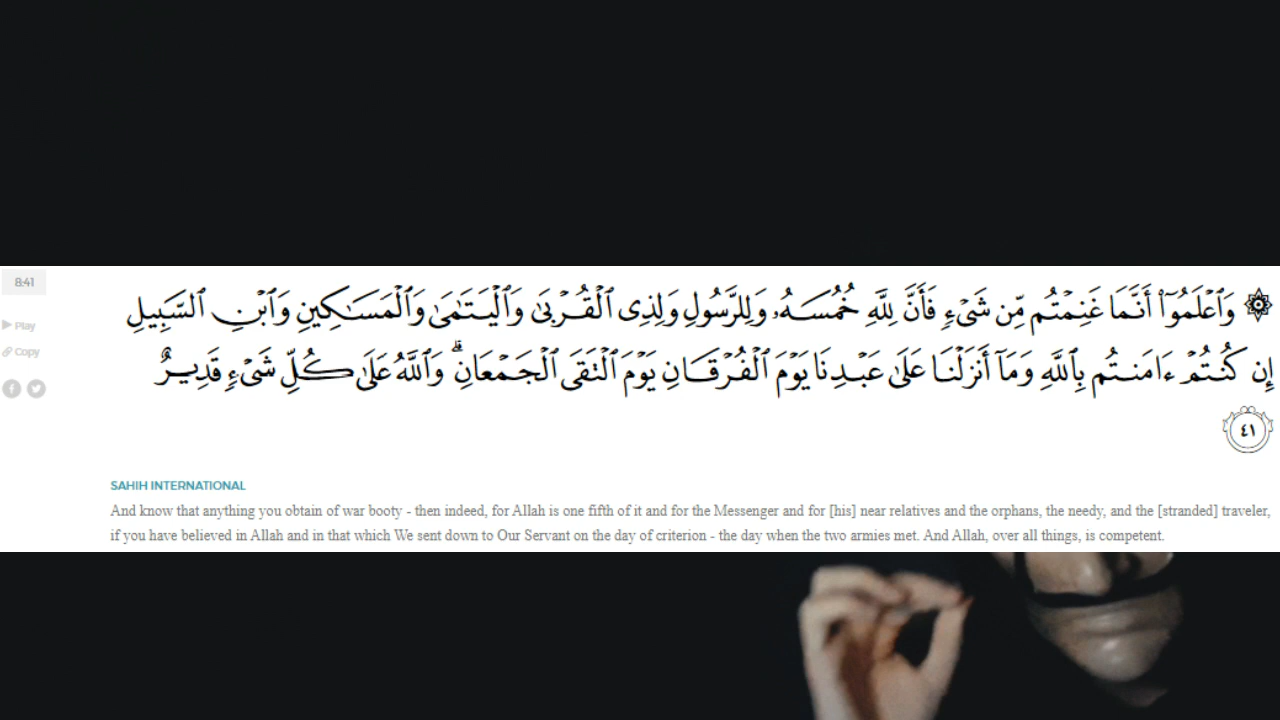 8:41
Play
Copy
۞ وَٱعۡلَمُوٓاْ أَنَّمَا غَنِمۡتُم مِّن شَيۡءٖ فَأَنَّ لِلَّهِ خُمُسَهُۥ وَلِلرَّسُولِ وَلِذِي ٱلۡقُرۡبَىٰ وَٱلۡيَتَٰمَىٰ وَٱلۡمَسَٰكِينِ وَٱبۡنِ ٱلسَّبِيلِ
إِن كُنتُمۡ ءَامَنتُم بِٱللَّهِ وَمَآ أَنزَلۡنَا عَلَىٰ عَبۡدِنَا يَوۡمَ ٱلۡفُرۡقَانِ يَوۡمَ ٱلۡتَقَى ٱلۡجَمۡعَانِۗ وَٱللَّهُ عَلَىٰ كُلِّ شَيۡءٖ قَدِيرٌ
٤١
SAHIH INTERNATIONAL
And know that anything you obtain of war booty - then indeed, for Allah is one fifth of it and for the Messenger and for [his] near relatives and the orphans, the needy, and the [stranded] traveler,
if you have believed in Allah and in that which We sent down to Our Servant on the day of criterion - the day when the two armies met. And Allah, over all things, is competent.